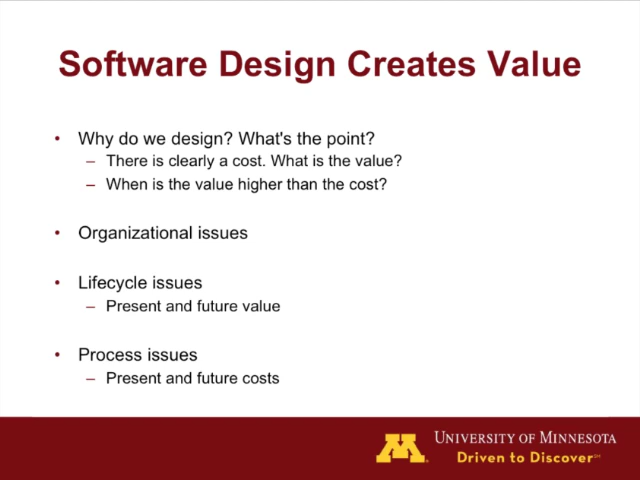 Software Design Creates Value
• Why do we design? What's the point?
– There is clearly a cost. What is the value?
– When is the value higher than the cost?
• Organizational issues
• Lifecycle issues
– Present and future value
• Process issues
– Present and future costs
UNIVERSITY OF MINNESOTA
Driven to Discover℠